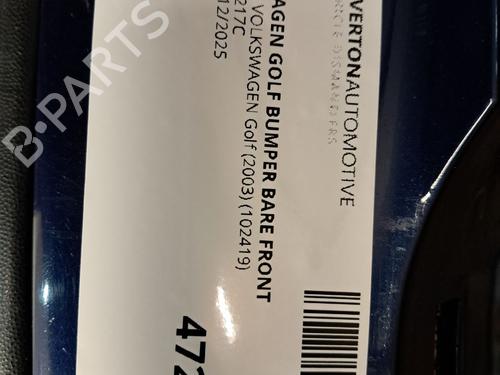 VERTONAUTOMOTIVE
AGEN GOLF BUMPER BARE FRONT
VOLKSWAGEN Golf (2003) (102419)
217C
12/2025
472
B-PARTS